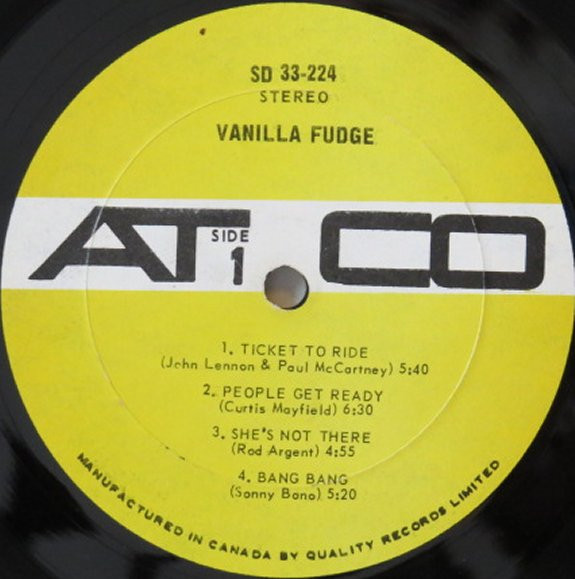 SD 33-224
STEREO
VANILLA FUDGE
ATCO
SIDE
1
1. TICKET TO RIDE
(John Lennon & Paul McCartney) 5:40
2. PEOPLE GET READY
(Curtis Mayfield) 6:30
3. SHE'S NOT THERE
(Rod Argent) 4:55
4. BANG BANG
(Sonny Bono) 5:20
MANUFACTURED IN CANADA BY QUALITY RECORDS LIMITED